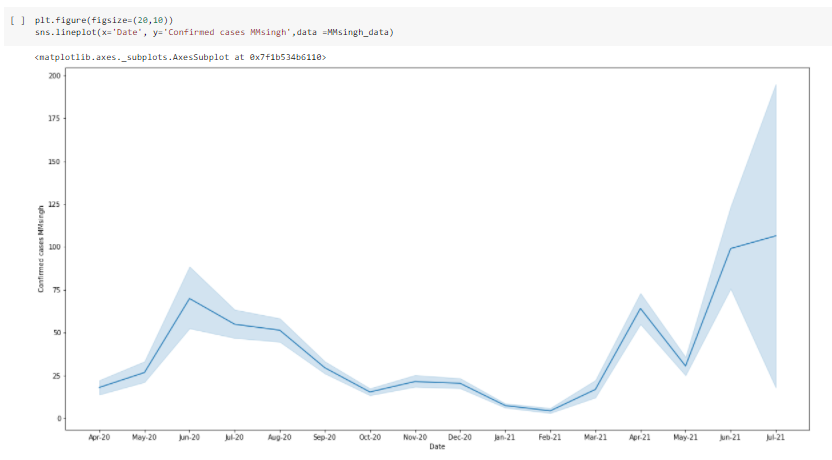 [ ] plt.figure(figsize=(20,10))
sns.lineplot(x='Date', y='Confirmed cases MMsingh',data =MMsingh_data)
<matplotlib.axes._subplots.AxesSubplot at 0x7f1b534b6110>
200
175
150
125
100
75
50
25
0
Confirmed cases MMsingh
Apr-20 May-20 Jun-20 Jul-20 Aug-20 Sep-20 Oct-20 Nov-20 Dec-20 Jan-21 Feb-21 Mar-21 Apr-21 May-21 Jun-21 Jul-21
Date